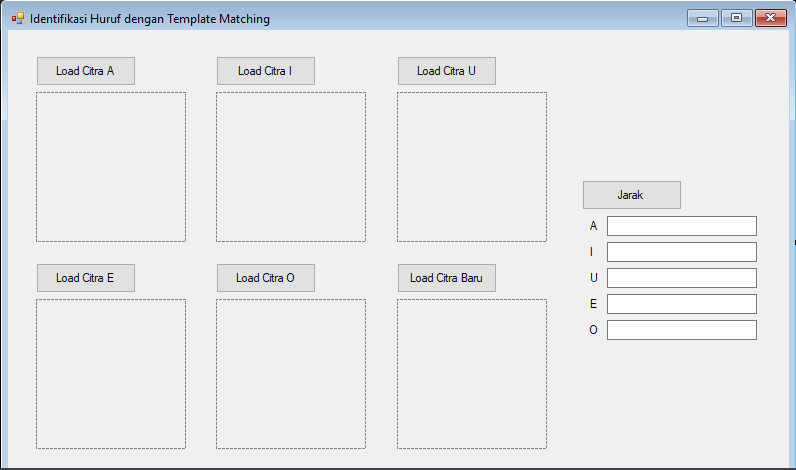 Identifikasi Huruf dengan Template Matching
Load Citra A
Load Citra I
Load Citra U
Jarak
A
I
U
E
O
Load Citra E
Load Citra O
Load Citra Baru